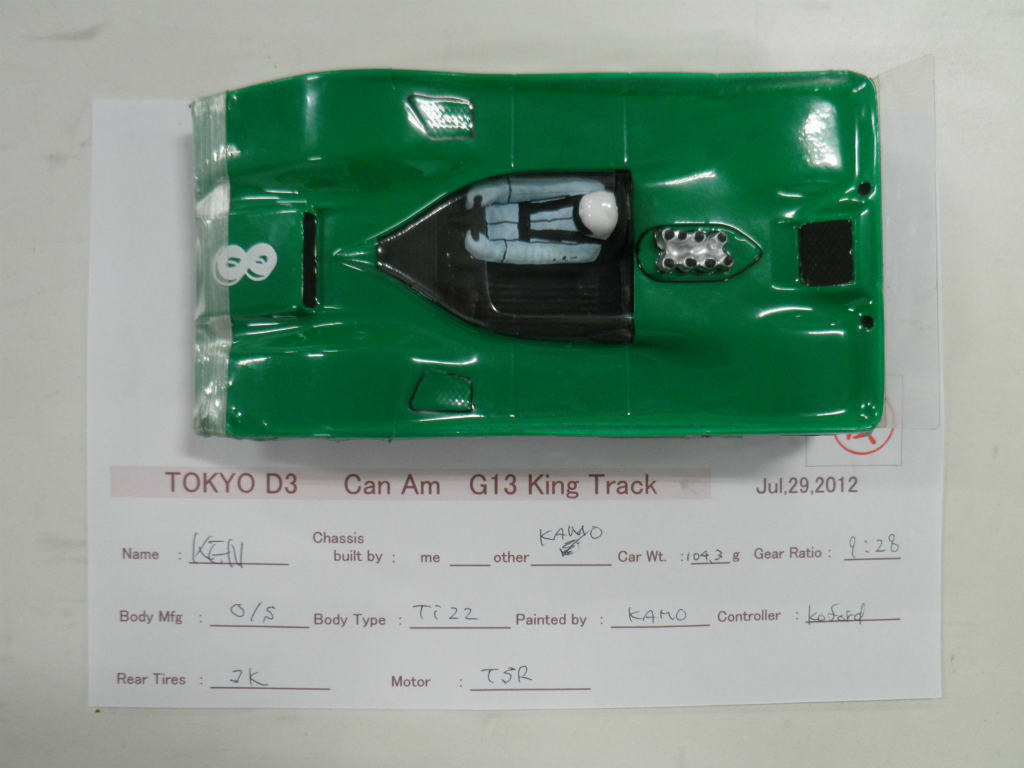 8
TOKYO D3 Can Am G13 King Track Jul,29,2012
Name : KEN Chassis built by : me other KAMO Car Wt. : 104.3 g Gear Ratio : 9:28
Body Mfg : O/S Body Type : Ti22 Painted by : KAMO Controller : koford
Rear Tires : JK Motor : TSR